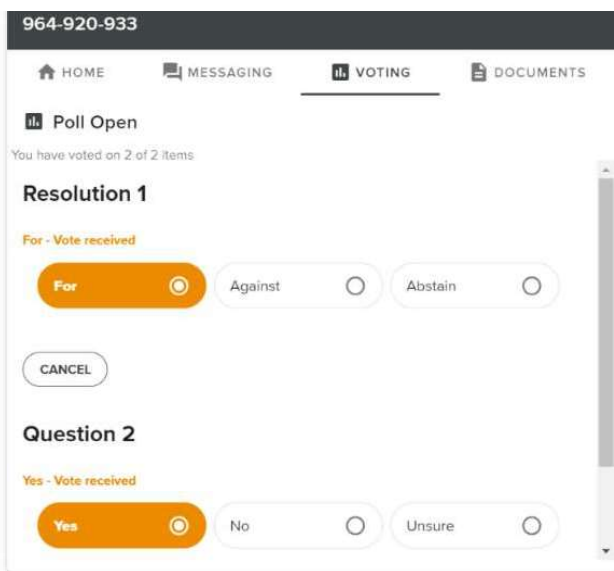 964-920-933
HOME MESSAGING VOTING DOCUMENTS
Poll Open
You have voted on 2 of 2 items
Resolution 1
For - Vote received
For Against Abstain
CANCEL
Question 2
Yes - Vote received
Yes No Unsure